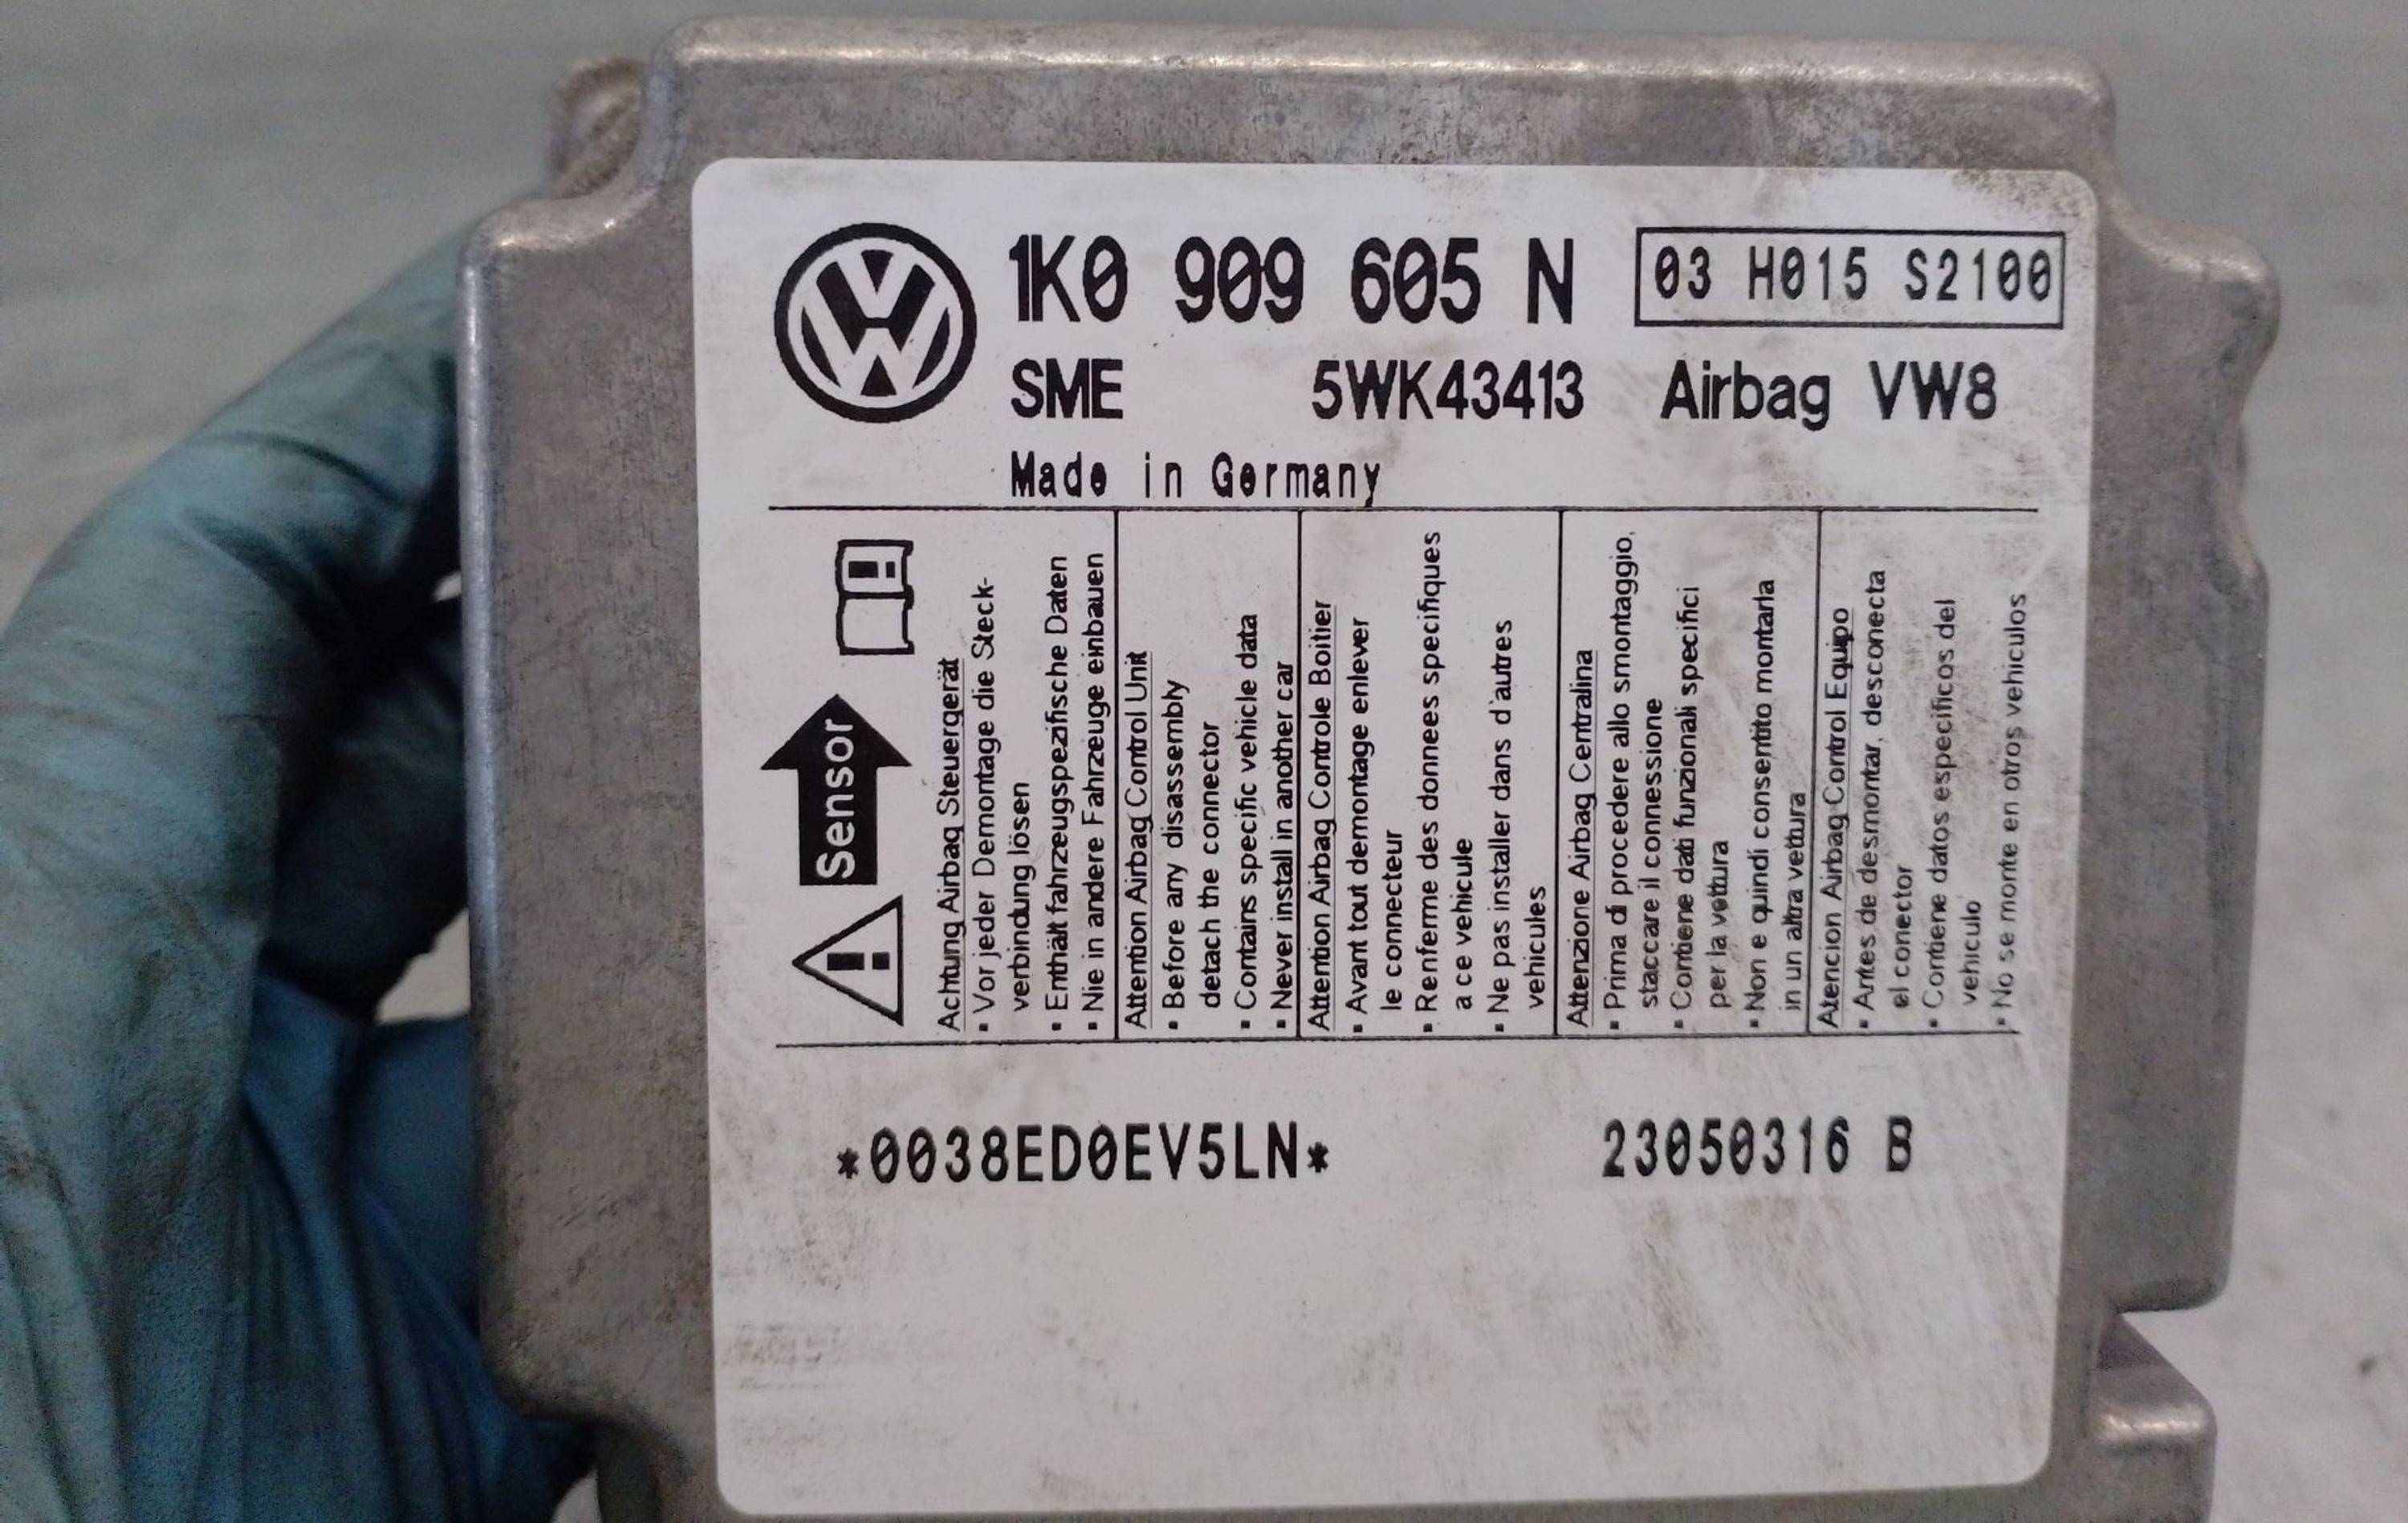 1K0 909 605 N
03 H015 S2100
SME 5WK43413 Airbag VW8
Made in Germany
Sensor
Achtung Airbag Steuergerät
▪ Vor jeder Demontage die Steck-
verbindung lösen
▪ Enthält fahrzeugspezifische Daten
▪ Nie in andere Fahrzeuge einbauen
Attention Airbag Control Unit
▪ Before any disassembly
detach the connector
▪ Contains specific vehicle data
▪ Never install in another car
Attention Airbag Controle Boitier
▪ Avant tout demontage enlever
le connecteur
▪ Renferme des donnees specifiques
a ce vehicule
▪ Ne pas installer dans d'autres
vehicules
Attenzione Airbag Centralina
▪ Prima di procedere allo smontaggio,
staccare il connessione
▪ Contiene dati funzionali specifici
per la vettura
▪ Non e quindi consentito montarla
in un altra vettura
Atencion Airbag Control Equipo
▪ Antes de desmontar, desconecta
el conector
▪ Contiene datos especificos del
vehiculo
▪ No se monte en otros vehiculos
*0038ED0EV5LN*
23050316 B